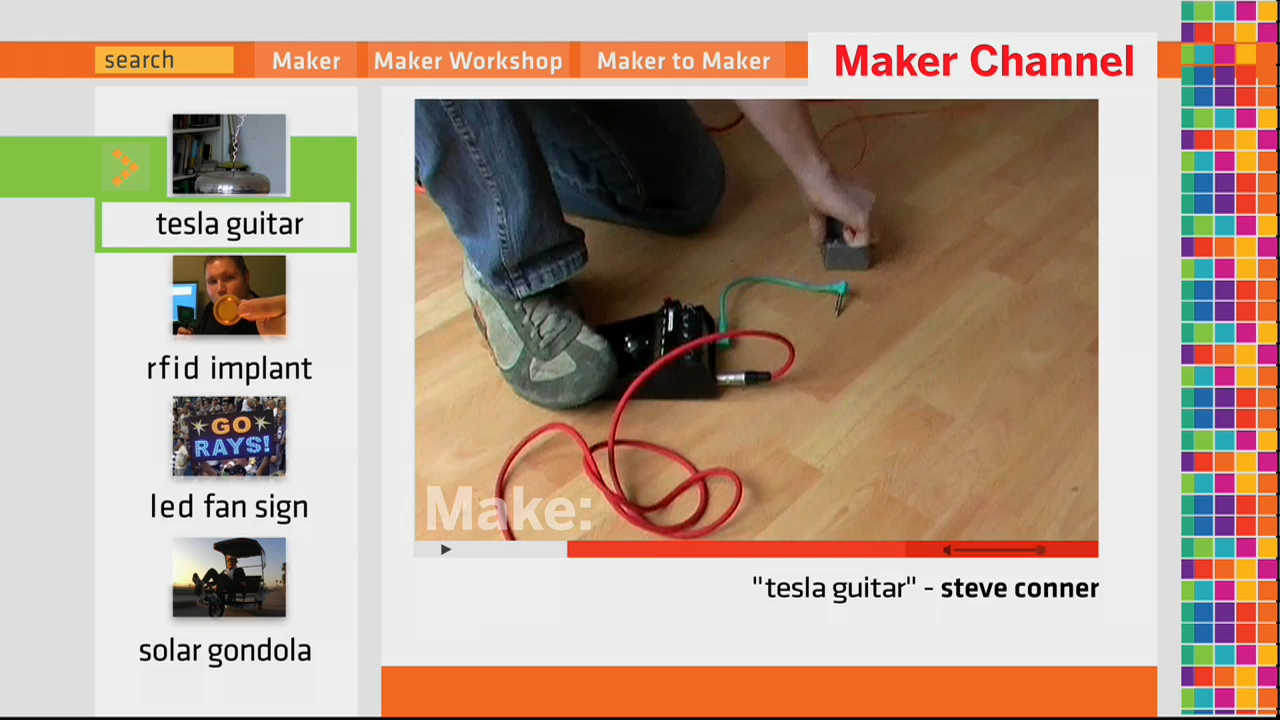 search
Maker
Maker Workshop
Maker to Maker
Maker Channel
tesla guitar
rfid implant
GO
RAYS!
led fan sign
solar gondola
Make:
"tesla guitar" - steve conner